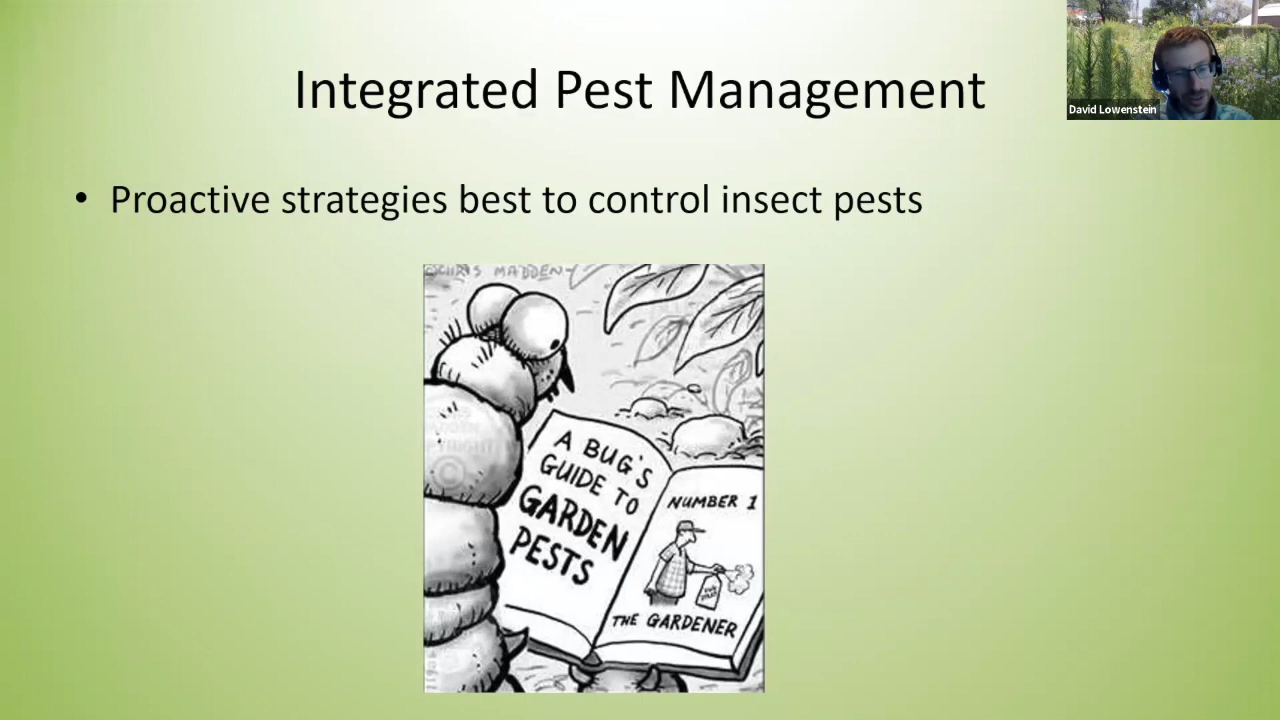 Integrated Pest Management
David Lowenstein
• Proactive strategies best to control insect pests
©CHRIS MADDEN
A BUG'S
GUIDE TO
GARDEN
PESTS
NUMBER 1
THE GARDENER